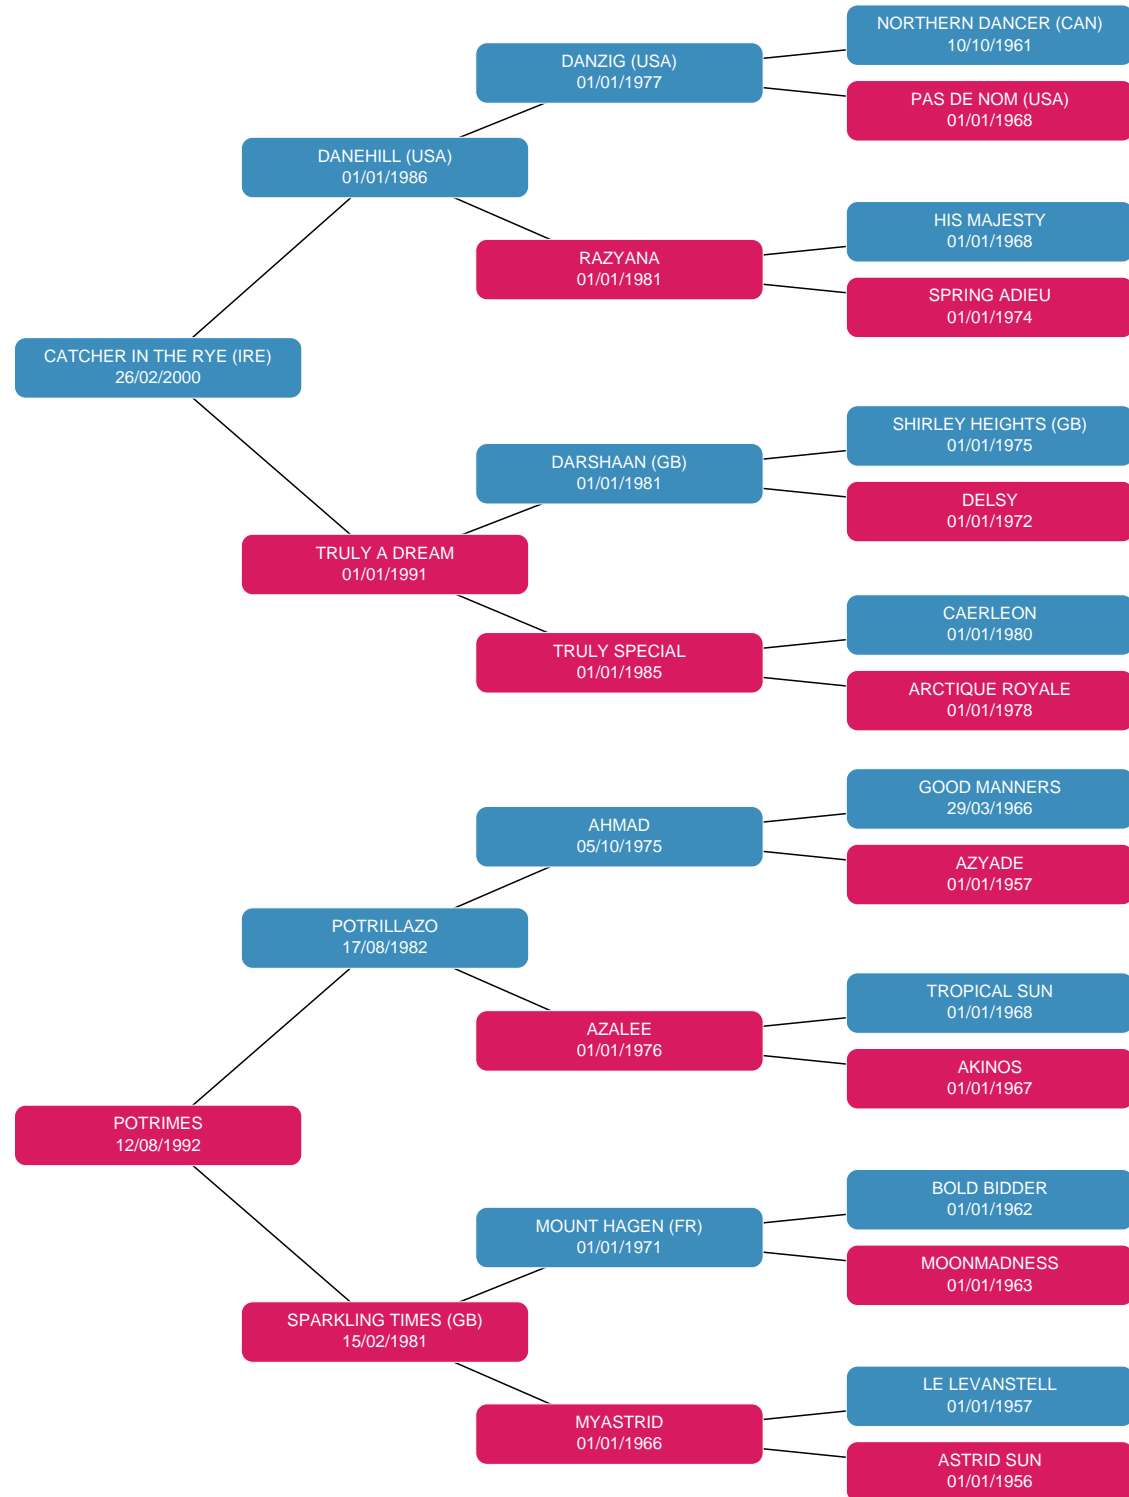 NORTHERN DANCER (CAN)
10/10/1961
DANZIG (USA)
01/01/1977
PAS DE NOM (USA)
01/01/1968
DANEHILL (USA)
01/01/1986
HIS MAJESTY
01/01/1968
RAZYANA
01/01/1981
SPRING ADIEU
01/01/1974
CATCHER IN THE RYE (IRE)
26/02/2000
SHIRLEY HEIGHTS (GB)
01/01/1975
DARSHAAN (GB)
01/01/1981
DELSY
01/01/1972
TRULY A DREAM
01/01/1991
CAERLEON
01/01/1980
TRULY SPECIAL
01/01/1985
ARCTIQUE ROYALE
01/01/1978
GOOD MANNERS
29/03/1966
AHMAD
05/10/1975
AZYADE
01/01/1957
POTRILLAZO
17/08/1982
TROPICAL SUN
01/01/1968
AZALEE
01/01/1976
AKINOS
01/01/1967
POTRIMES
12/08/1992
BOLD BIDDER
01/01/1962
MOUNT HAGEN (FR)
01/01/1971
MOONMADNESS
01/01/1963
SPARKLING TIMES (GB)
15/02/1981
LE LEVANSTELL
01/01/1957
MYASTRID
01/01/1966
ASTRID SUN
01/01/1956